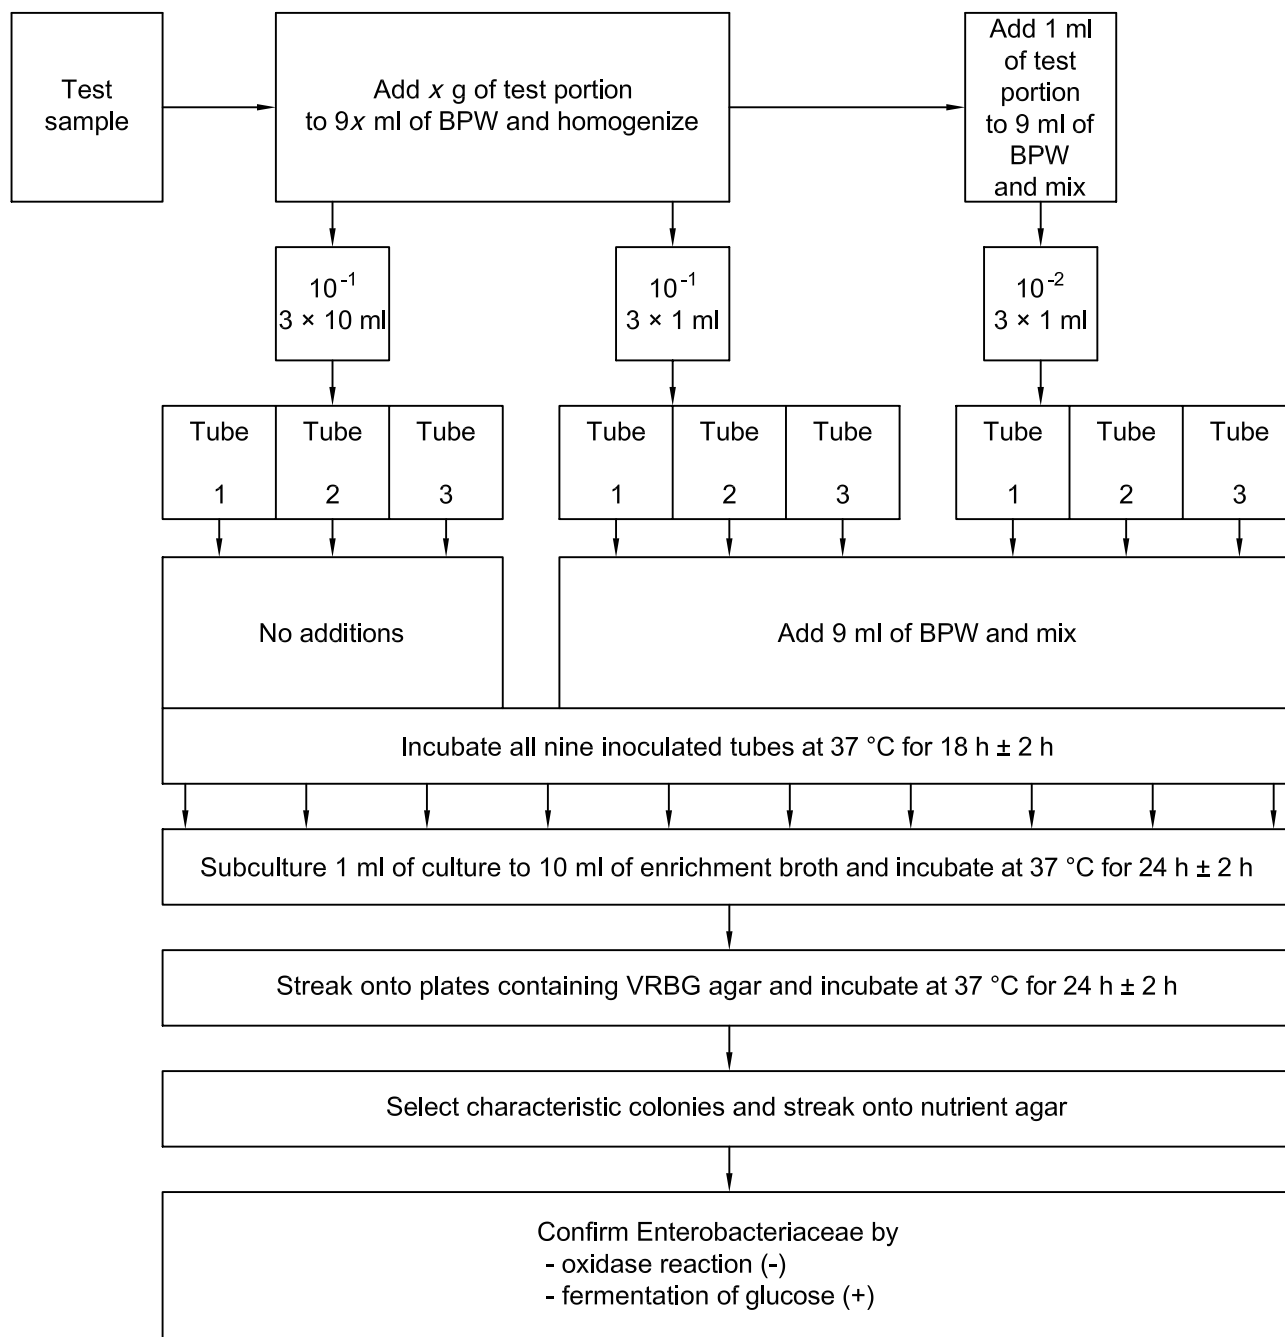 Test
sample
Add x g of test portion
to 9x ml of BPW and homogenize
Add 1 ml
of test
portion
to 9 ml of
BPW
and mix
10-1
3 × 10 ml
10-1
3 × 1 ml
10-2
3 × 1 ml
Tube
1
Tube
2
Tube
3
Tube
1
Tube
2
Tube
3
Tube
1
Tube
2
Tube
3
No additions
Add 9 ml of BPW and mix
Incubate all nine inoculated tubes at 37 °C for 18 h ± 2 h
Subculture 1 ml of culture to 10 ml of enrichment broth and incubate at 37 °C for 24 h ± 2 h
Streak onto plates containing VRBG agar and incubate at 37 °C for 24 h ± 2 h
Select characteristic colonies and streak onto nutrient agar
Confirm Enterobacteriaceae by
- oxidase reaction (-)
- fermentation of glucose (+)